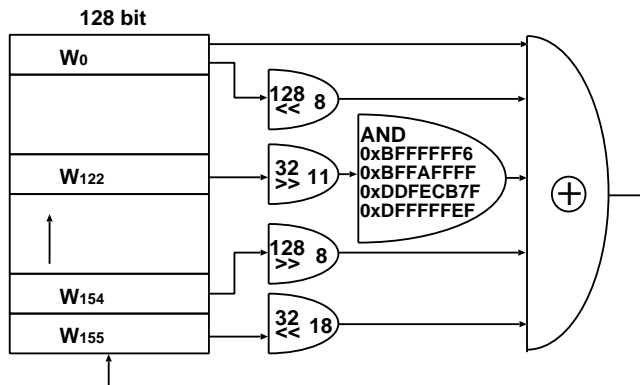 128 bit
W0
128
<< 8
W122
32
>> 11
AND
0xBFFFFFF6
0xBFFAFFFF
0xDDFECB7F
0xDFFFFFEF
128
>> 8
W154
32
<< 18
W155